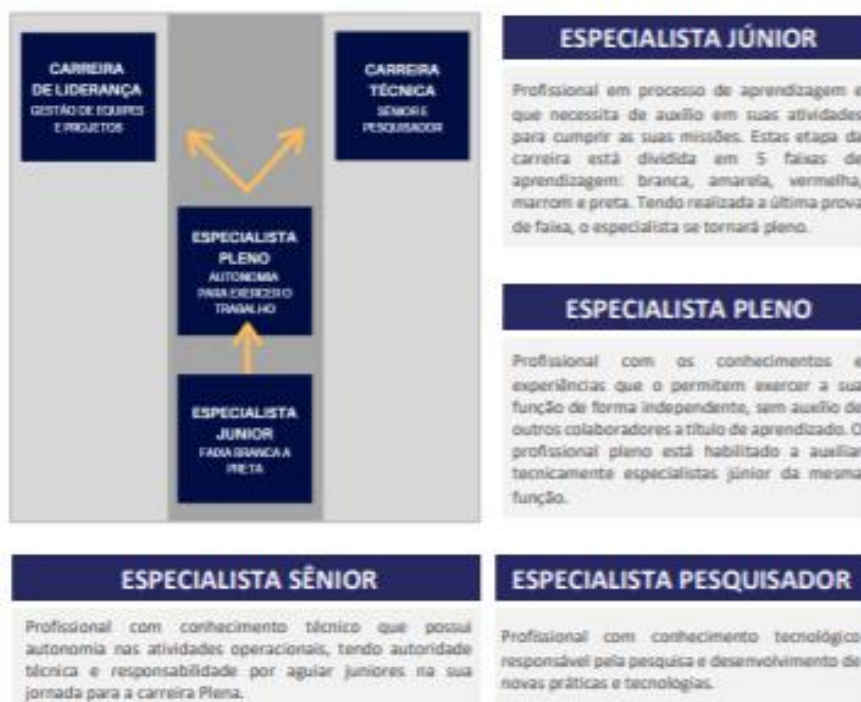 CARREIRA
DE LIDERANÇA
GESTÃO DE EQUIPES
E PROJETOS
CARREIRA
TÉCNICA
SÊNIOR E
PESQUISADOR
ESPECIALISTA
PLENO
AUTONOMIA
PARA EXERCER O
TRABALHO
ESPECIALISTA
JUNIOR
FAIXA BRANCA A
PRETA
ESPECIALISTA JÚNIOR
Profissional em processo de aprendizagem e
que necessita de auxílio em suas atividades
para cumprir as suas missões. Estas etapa da
carreira está dividida em 5 faixas de
aprendizagem: branca, amarela, vermelha,
marrom e preta. Tendo realizada a última prova
de faixa, o especialista se tornará pleno.
ESPECIALISTA PLENO
Profissional com os conhecimentos e
experiências que o permitem exercer a sua
função de forma independente, sem auxílio de
outros colaboradores a título de aprendizado. O
profissional pleno está habilitado a auxiliar
tecnicamente especialistas júnior da mesma
função.
ESPECIALISTA SÊNIOR
Profissional com conhecimento técnico que possui
autonomia nas atividades operacionais, tendo autoridade
técnica e responsabilidade por aguiar juniores na sua
jornada para a carreira Plena.
ESPECIALISTA PESQUISADOR
Profissional com conhecimento tecnológico
responsável pela pesquisa e desenvolvimento de
novas práticas e tecnologias.